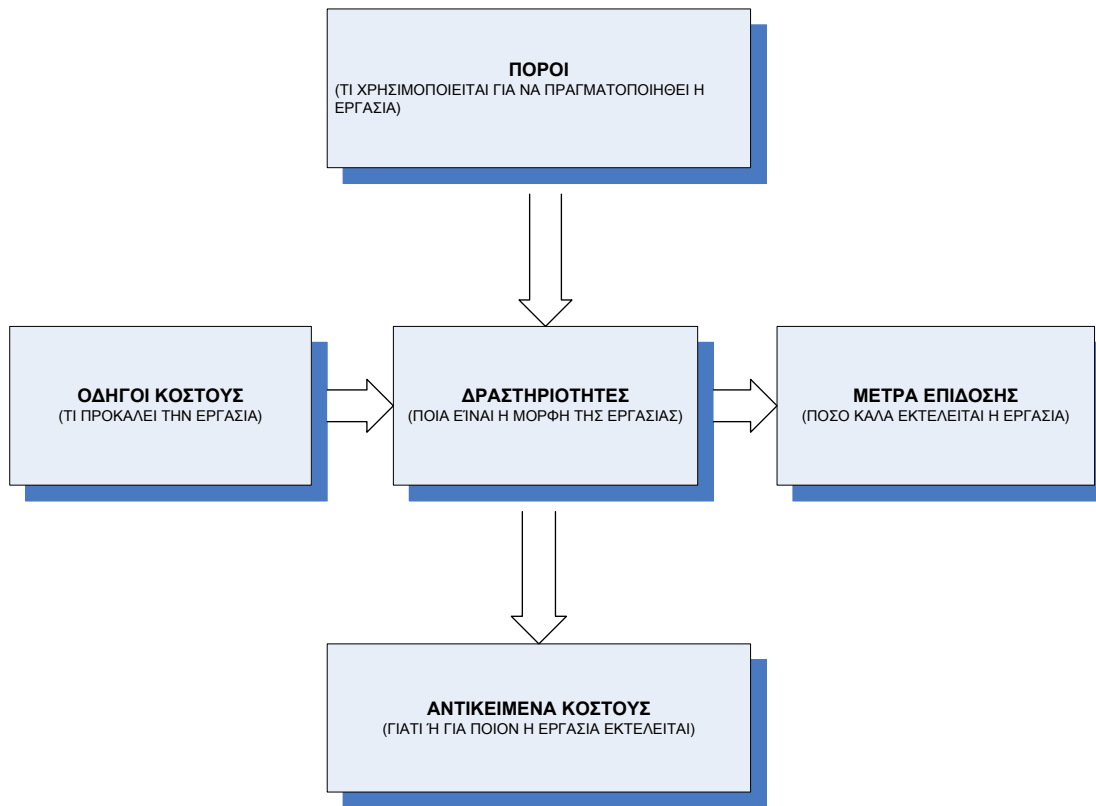 ΠΟΡΟΙ
(ΤΙ ΧΡΗΣΙΜΟΠΟΙΕΙΤΑΙ ΓΙΑ ΝΑ ΠΡΑΓΜΑΤΟΠΟΙΗΘΕΙ Η
ΕΡΓΑΣΙΑ)
ΟΔΗΓΟΙ ΚΟΣΤΟΥΣ
(ΤΙ ΠΡΟΚΑΛΕΙ ΤΗΝ ΕΡΓΑΣΙΑ)
ΔΡΑΣΤΗΡΙΟΤΗΤΕΣ
(ΠΟΙΑ ΕΊΝΑΙ Η ΜΟΡΦΗ ΤΗΣ ΕΡΓΑΣΙΑΣ)
ΜΕΤΡΑ ΕΠΙΔΟΣΗΣ
(ΠΟΣΟ ΚΑΛΑ ΕΚΤΕΛΕΙΤΑΙ Η ΕΡΓΑΣΙΑ)
ΑΝΤΙΚΕΙΜΕΝΑ ΚΟΣΤΟΥΣ
(ΓΙΑΤΙ Ή ΓΙΑ ΠΟΙΟΝ Η ΕΡΓΑΣΙΑ ΕΚΤΕΛΕΙΤΑΙ)